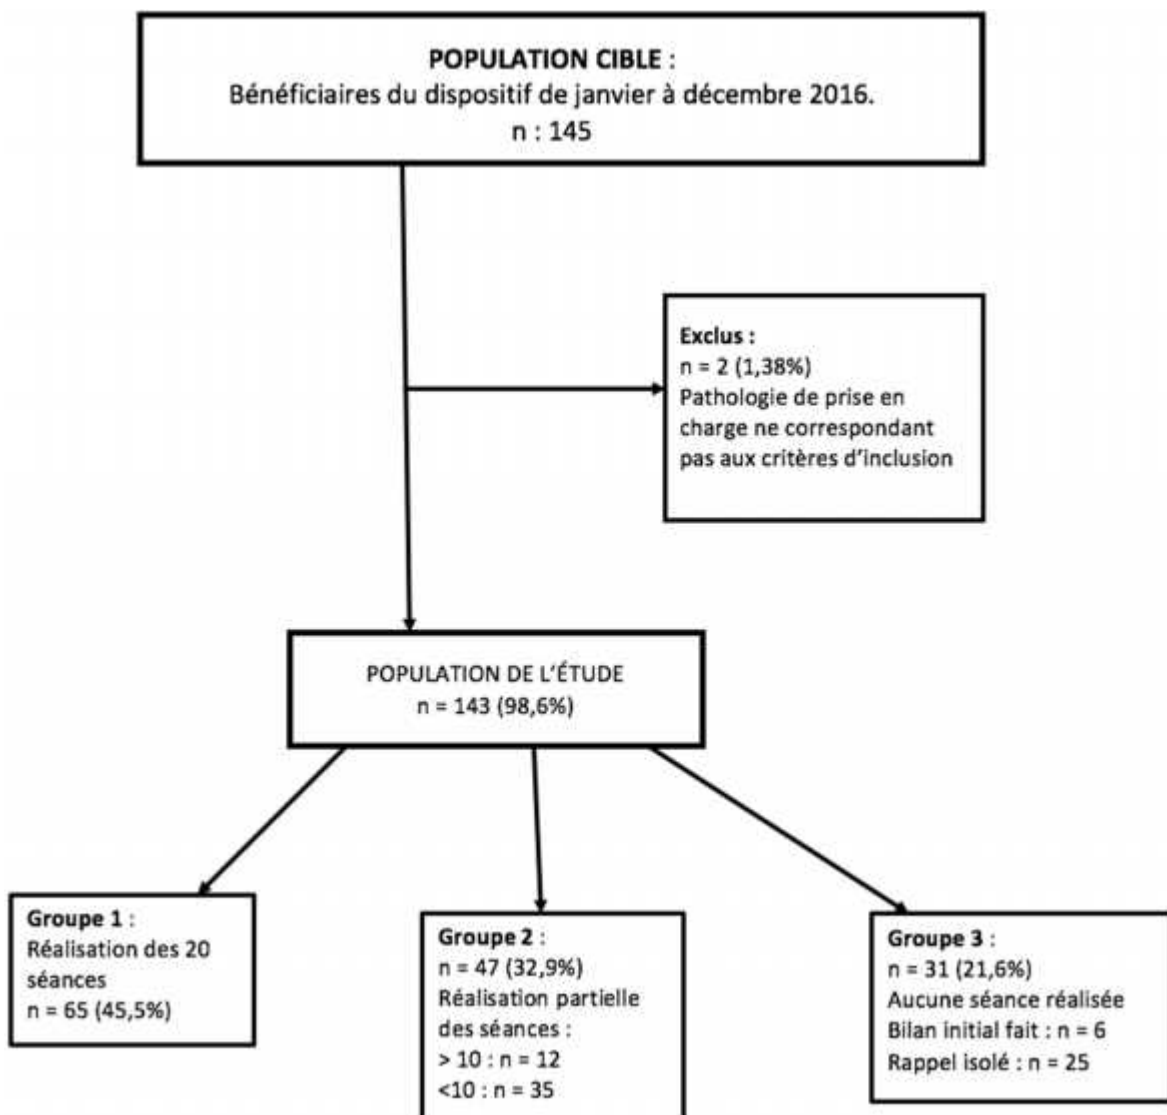 POPULATION CIBLE :
Bénéficiaires du dispositif de janvier à décembre 2016.
n : 145
Exclus :
n = 2 (1,38%)
Pathologie de prise en
charge ne correspondant
pas aux critères d'inclusion
POPULATION DE L'ÉTUDE
n = 143 (98,6%)
Groupe 1 :
Réalisation des 20
séances
n = 65 (45,5%)
Groupe 2 :
n = 47 (32,9%)
Réalisation partielle
des séances :
> 10 : n = 12
<10 : n = 35
Groupe 3 :
n = 31 (21,6%)
Aucune séance réalisée
Bilan initial fait : n = 6
Rappel isolé : n = 25